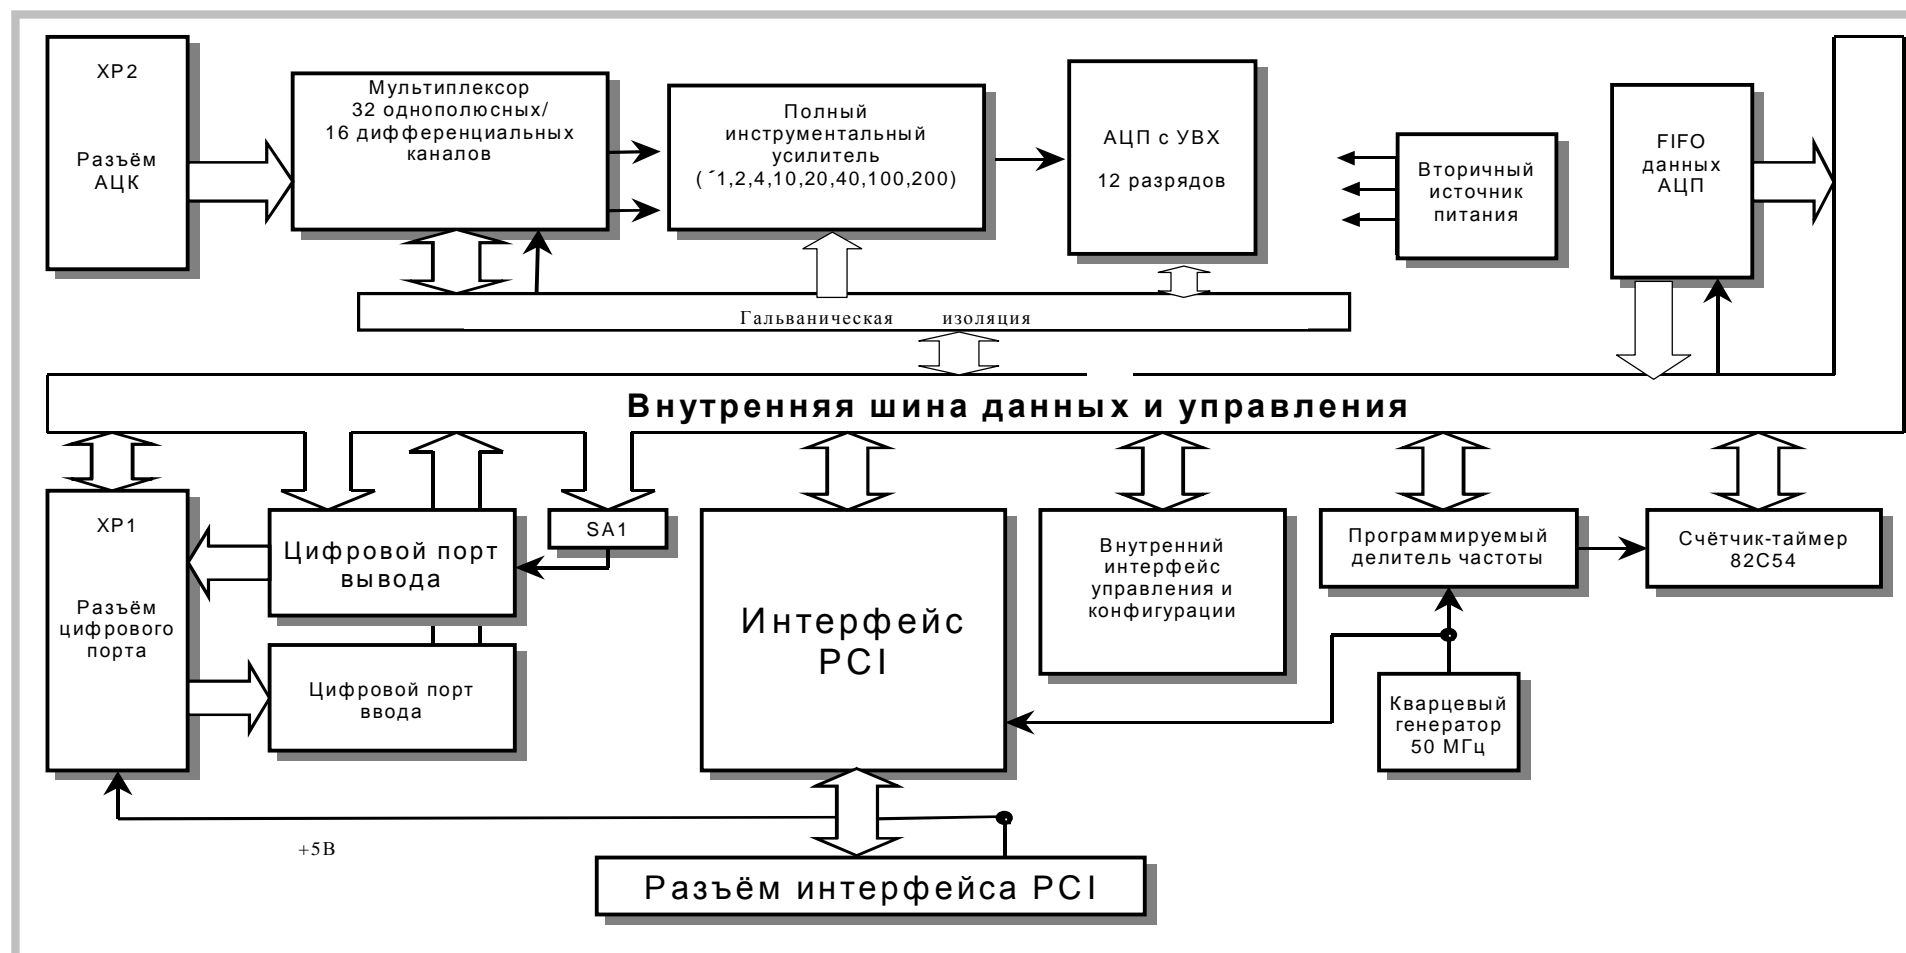 XP2
Разъём
АЦК
Мультиплексор
32 однополюсных/
16 дифференциальных
каналов
Полный
инструментальный
усилитель
( ´1,2,4,10,20,40,100,200)
АЦП с УВХ
12 разрядов
Вторичный
источник
питания
FIFO
данных
АЦП
Гальваническая изоляция
Внутренняя шина данных и управления
XP1
Разъём
цифрового
порта
Цифровой порт
вывода
SA1
Цифровой порт
ввода
Интерфейс
PCI
Внутренний
интерфейс
управления и
конфигурации
Программируемый
делитель частоты
Счётчик-таймер
82C54
Кварцевый
генератор
50 МГц
+5В
Разъём интерфейса PCI